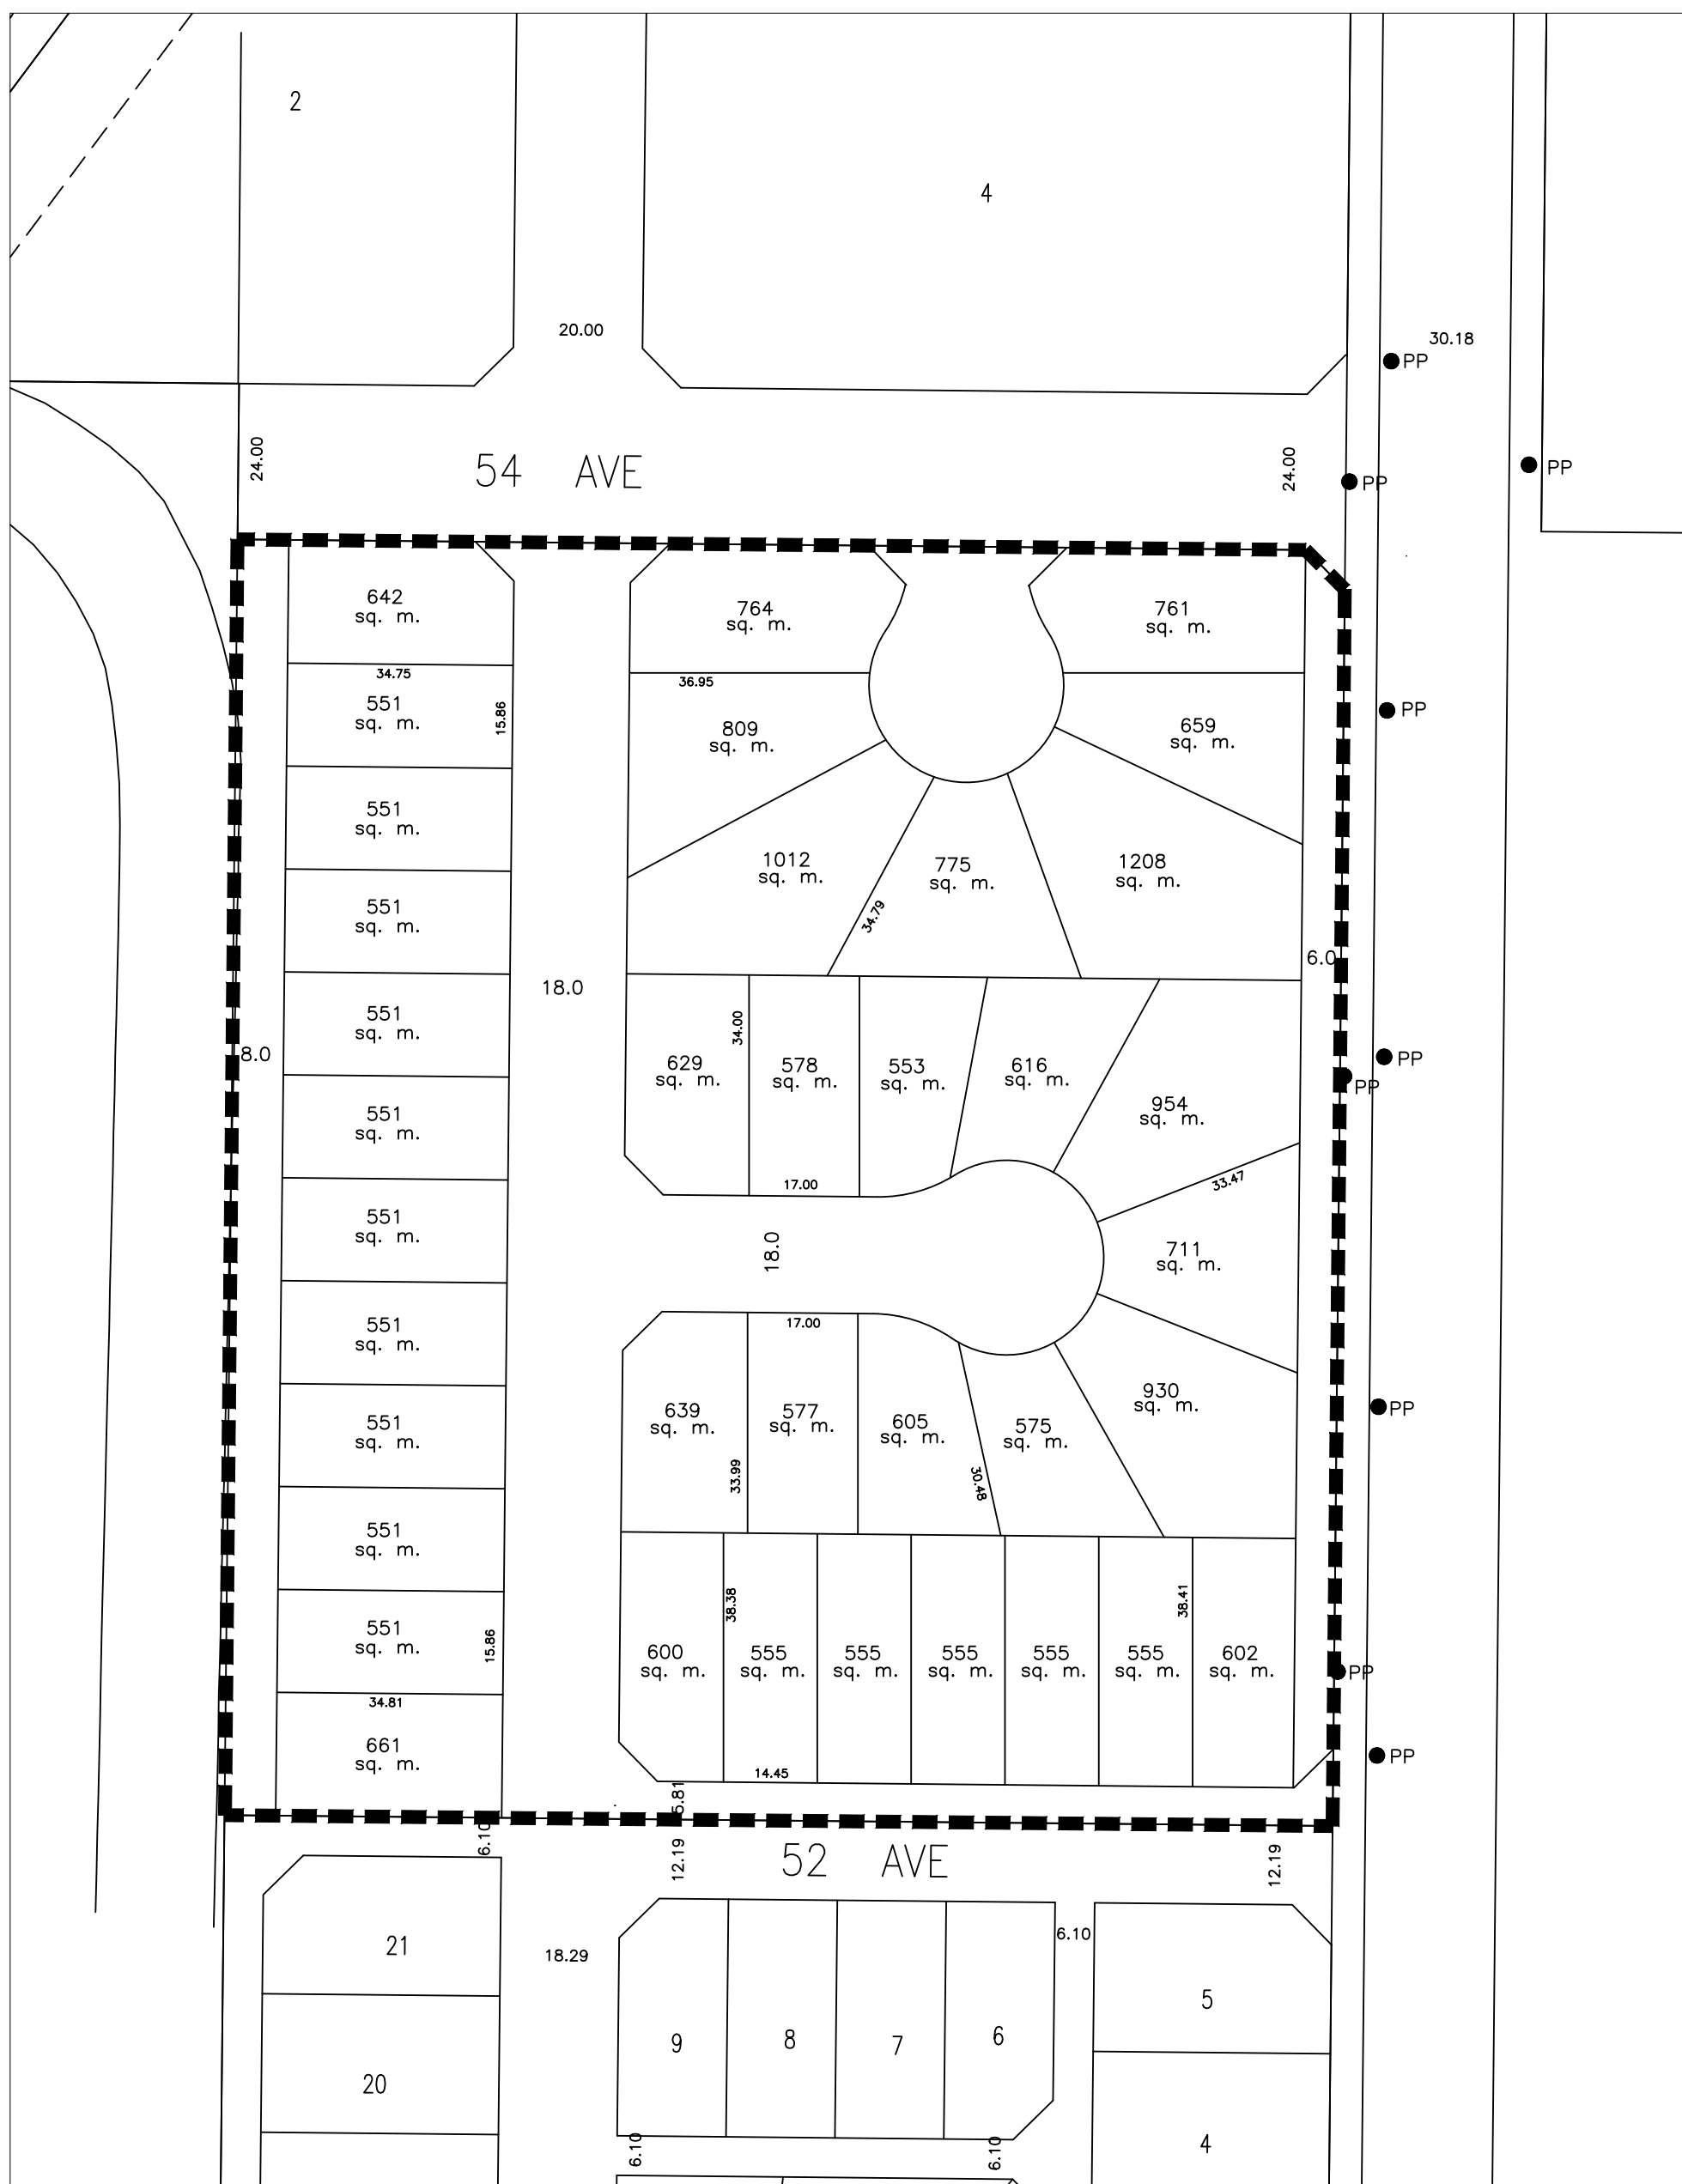 2
4
20.00
30.18
PP
24.00
54 AVE
24.00
PP
PP
642
sq. m.
764
sq. m.
761
sq. m.
34.75
36.95
551
sq. m.
15.86
809
sq. m.
659
sq. m.
PP
551
sq. m.
1012
sq. m.
775
sq. m.
1208
sq. m.
34.79
551
sq. m.
6.0
18.0
551
sq. m.
34.00
8.0
629
sq. m.
578
sq. m.
553
sq. m.
616
sq. m.
PP
PP
954
sq. m.
551
sq. m.
17.00
33.47
551
sq. m.
18.0
711
sq. m.
551
sq. m.
17.00
639
sq. m.
577
sq. m.
605
sq. m.
575
sq. m.
930
sq. m.
PP
551
sq. m.
33.99
30.48
551
sq. m.
38.38
38.41
551
sq. m.
15.86
600
sq. m.
555
sq. m.
555
sq. m.
555
sq. m.
555
sq. m.
555
sq. m.
602
sq. m.
PP
34.81
661
sq. m.
14.45
PP
5.81
6.10
12.19
52 AVE
12.19
21
18.29
6.10
5
9
8
7
6
20
6.10
6.10
4